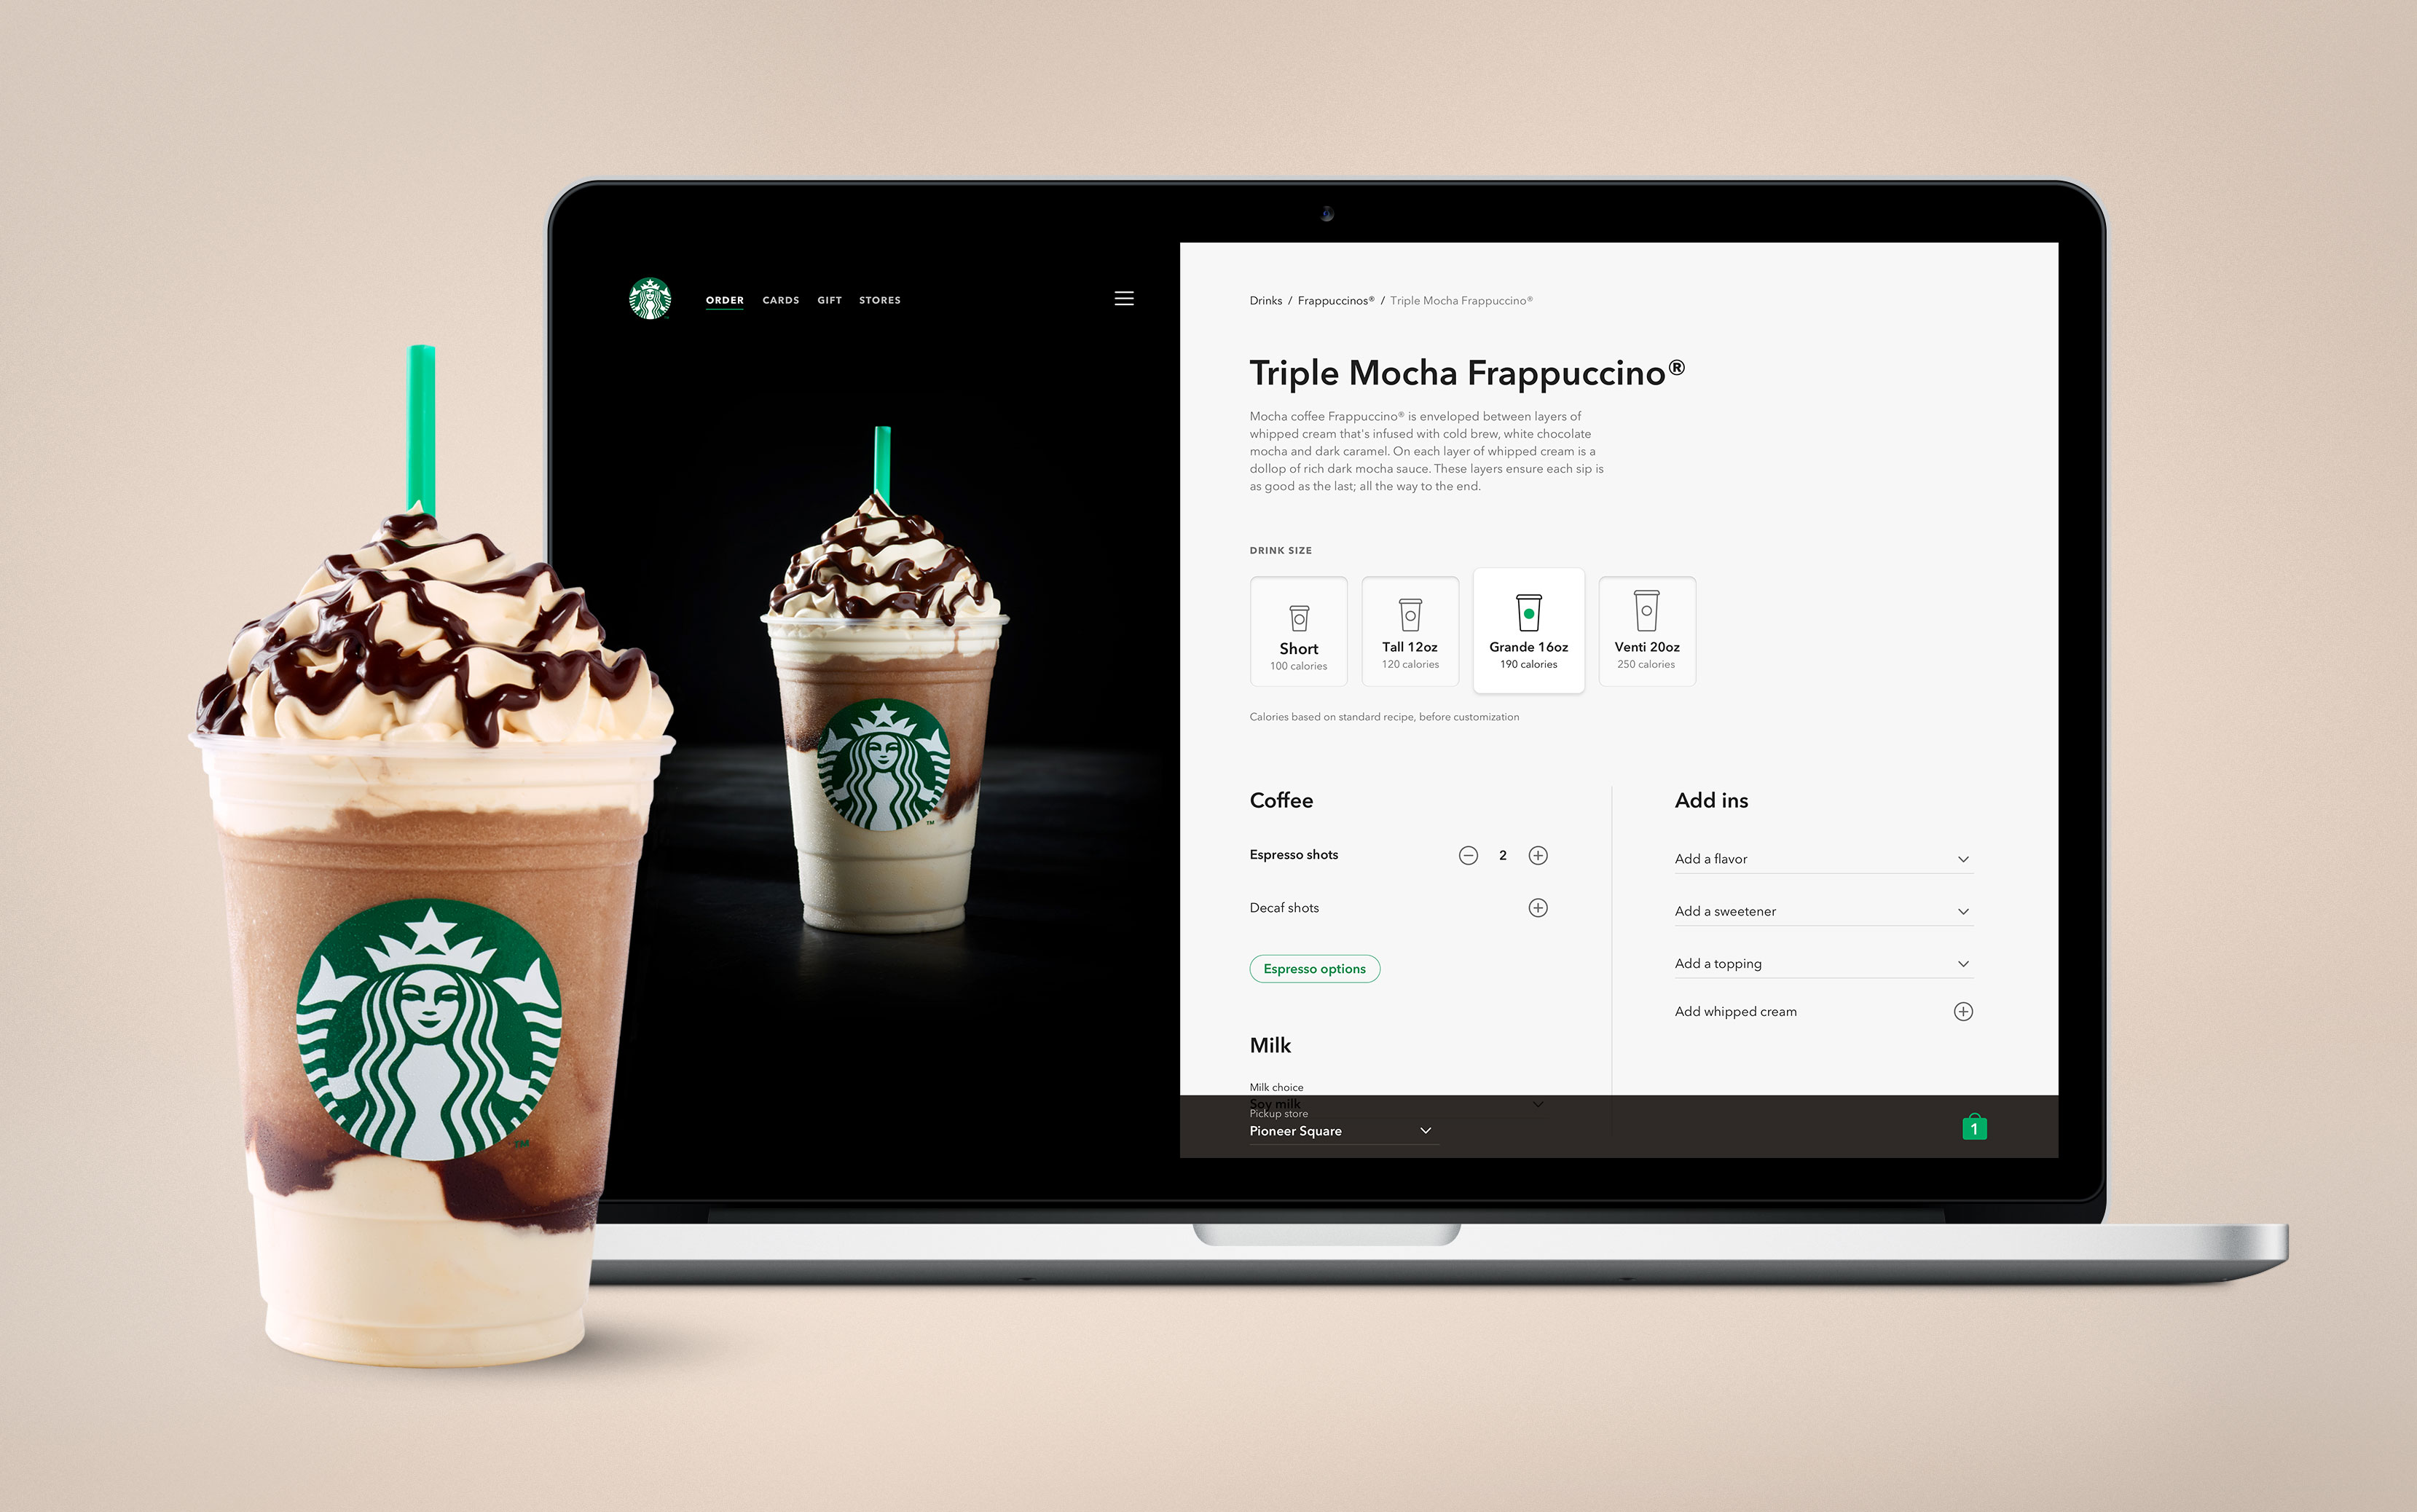 ORDER CARDS GIFT STORES
Drinks / Frappuccinos® / Triple Mocha Frappuccino®
Triple Mocha Frappuccino®
Mocha coffee Frappuccino® is enveloped between layers of
whipped cream that's infused with cold brew, white chocolate
mocha and dark caramel. On each layer of whipped cream is a
dollop of rich dark mocha sauce. These layers ensure each sip is
as good as the last; all the way to the end.
DRINK SIZE
Short
100 calories
Tall 12oz
120 calories
Grande 16oz
190 calories
Venti 20oz
250 calories
Calories based on standard recipe, before customization
Coffee
Espresso shots
2
Decaf shots
Espresso options
Milk
Milk choice
Soy milk
Add ins
Add a flavor
Add a sweetener
Add a topping
Add whipped cream
Pickup store
Pioneer Square
1
TM
TM